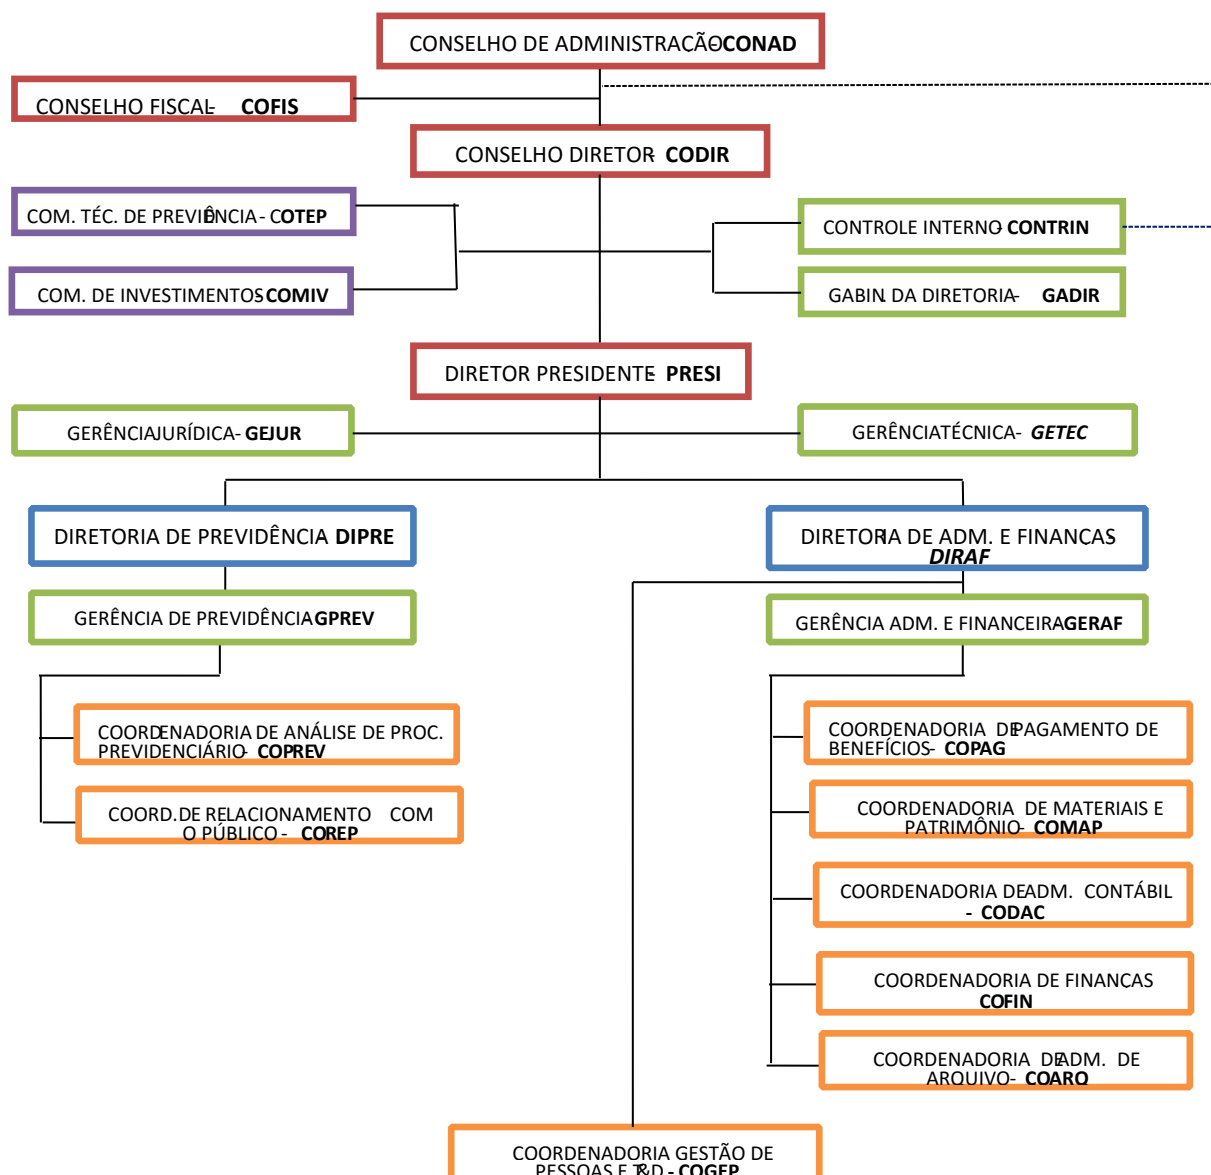 CONSELHO DE ADMINISTRAÇÃO-CONAD
CONSELHO FISCAL- COFIS
CONSELHO DIRETOR- CODIR
COM. TÉC. DE PREVIDÊNCIA - COTEP
CONTROLE INTERNO- CONTRIN
COM. DE INVESTIMENTOS-COMIV
GABIN. DA DIRETORIA- GADIR
DIRETOR PRESIDENTE- PRESI
GERÊNCIA JURÍDICA- GEJUR
GERÊNCIA TÉCNICA- GETEC
DIRETORIA DE PREVIDÊNCIA DIPRE
DIRETORIA DE ADM. E FINANÇAS
DIRAF
GERÊNCIA DE PREVIDÊNCIA GPREV
GERÊNCIA ADM. E FINANCEIRA GERAF
COORDENADORIA DE ANÁLISE DE PROC.
PREVIDENCIÁRIO- COPREV
COORD. DE RELACIONAMENTO COM
O PÚBLICO - COREP
COORDENADORIA DE PAGAMENTO DE
BENEFÍCIOS- COPAG
COORDENADORIA DE MATERIAIS E
PATRIMÔNIO- COMAP
COORDENADORIA DE ADM. CONTÁBIL
- CODAC
COORDENADORIA DE FINANÇAS
COFIN
COORDENADORIA DE ADM. DE
ARQUIVO- COARQ
COORDENADORIA GESTÃO DE
PESSOAS E T&D - COGEP